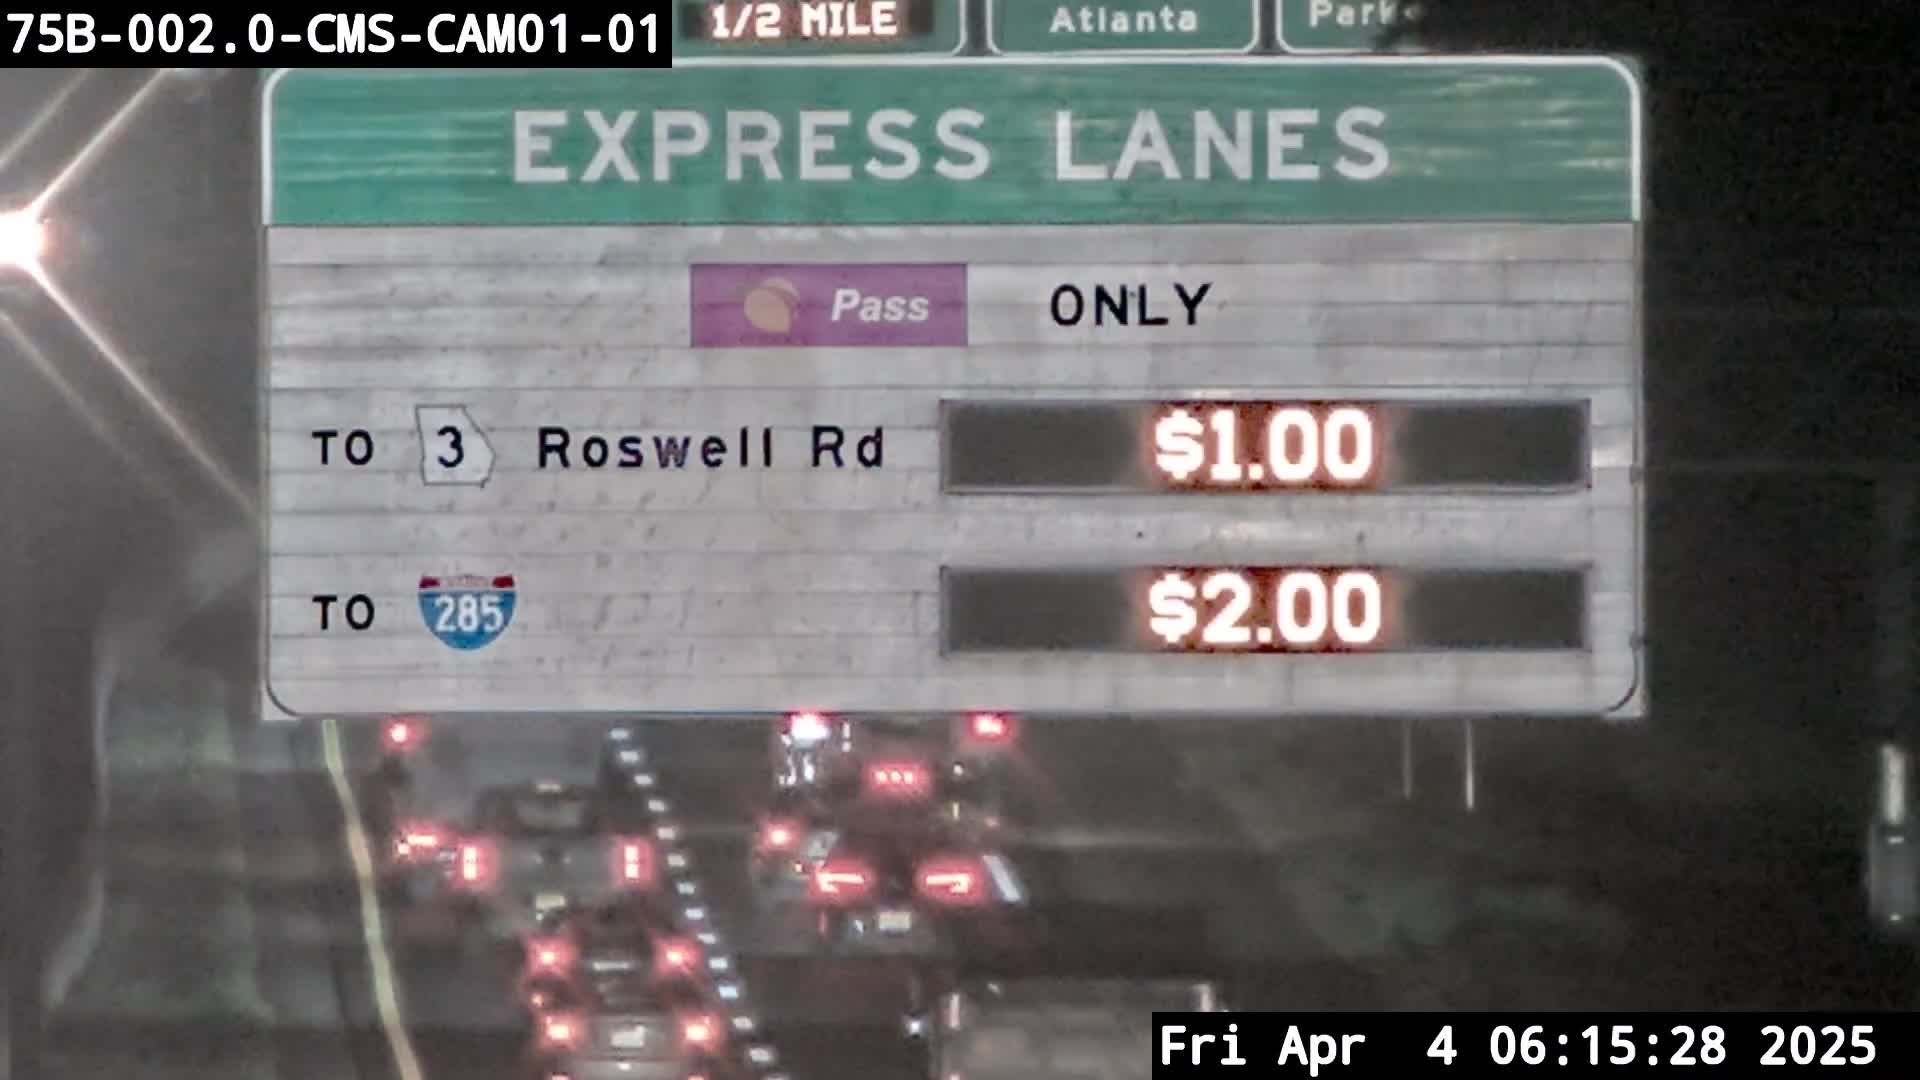 75B-002.0-CMS-CAM01-01
1/2 MILE
Atlanta
EXPRESS LANES
Pass ONLY
TO 3 Roswell Rd $1.00
TO 285 $2.00
Fri Apr 4 06:15:28 2025